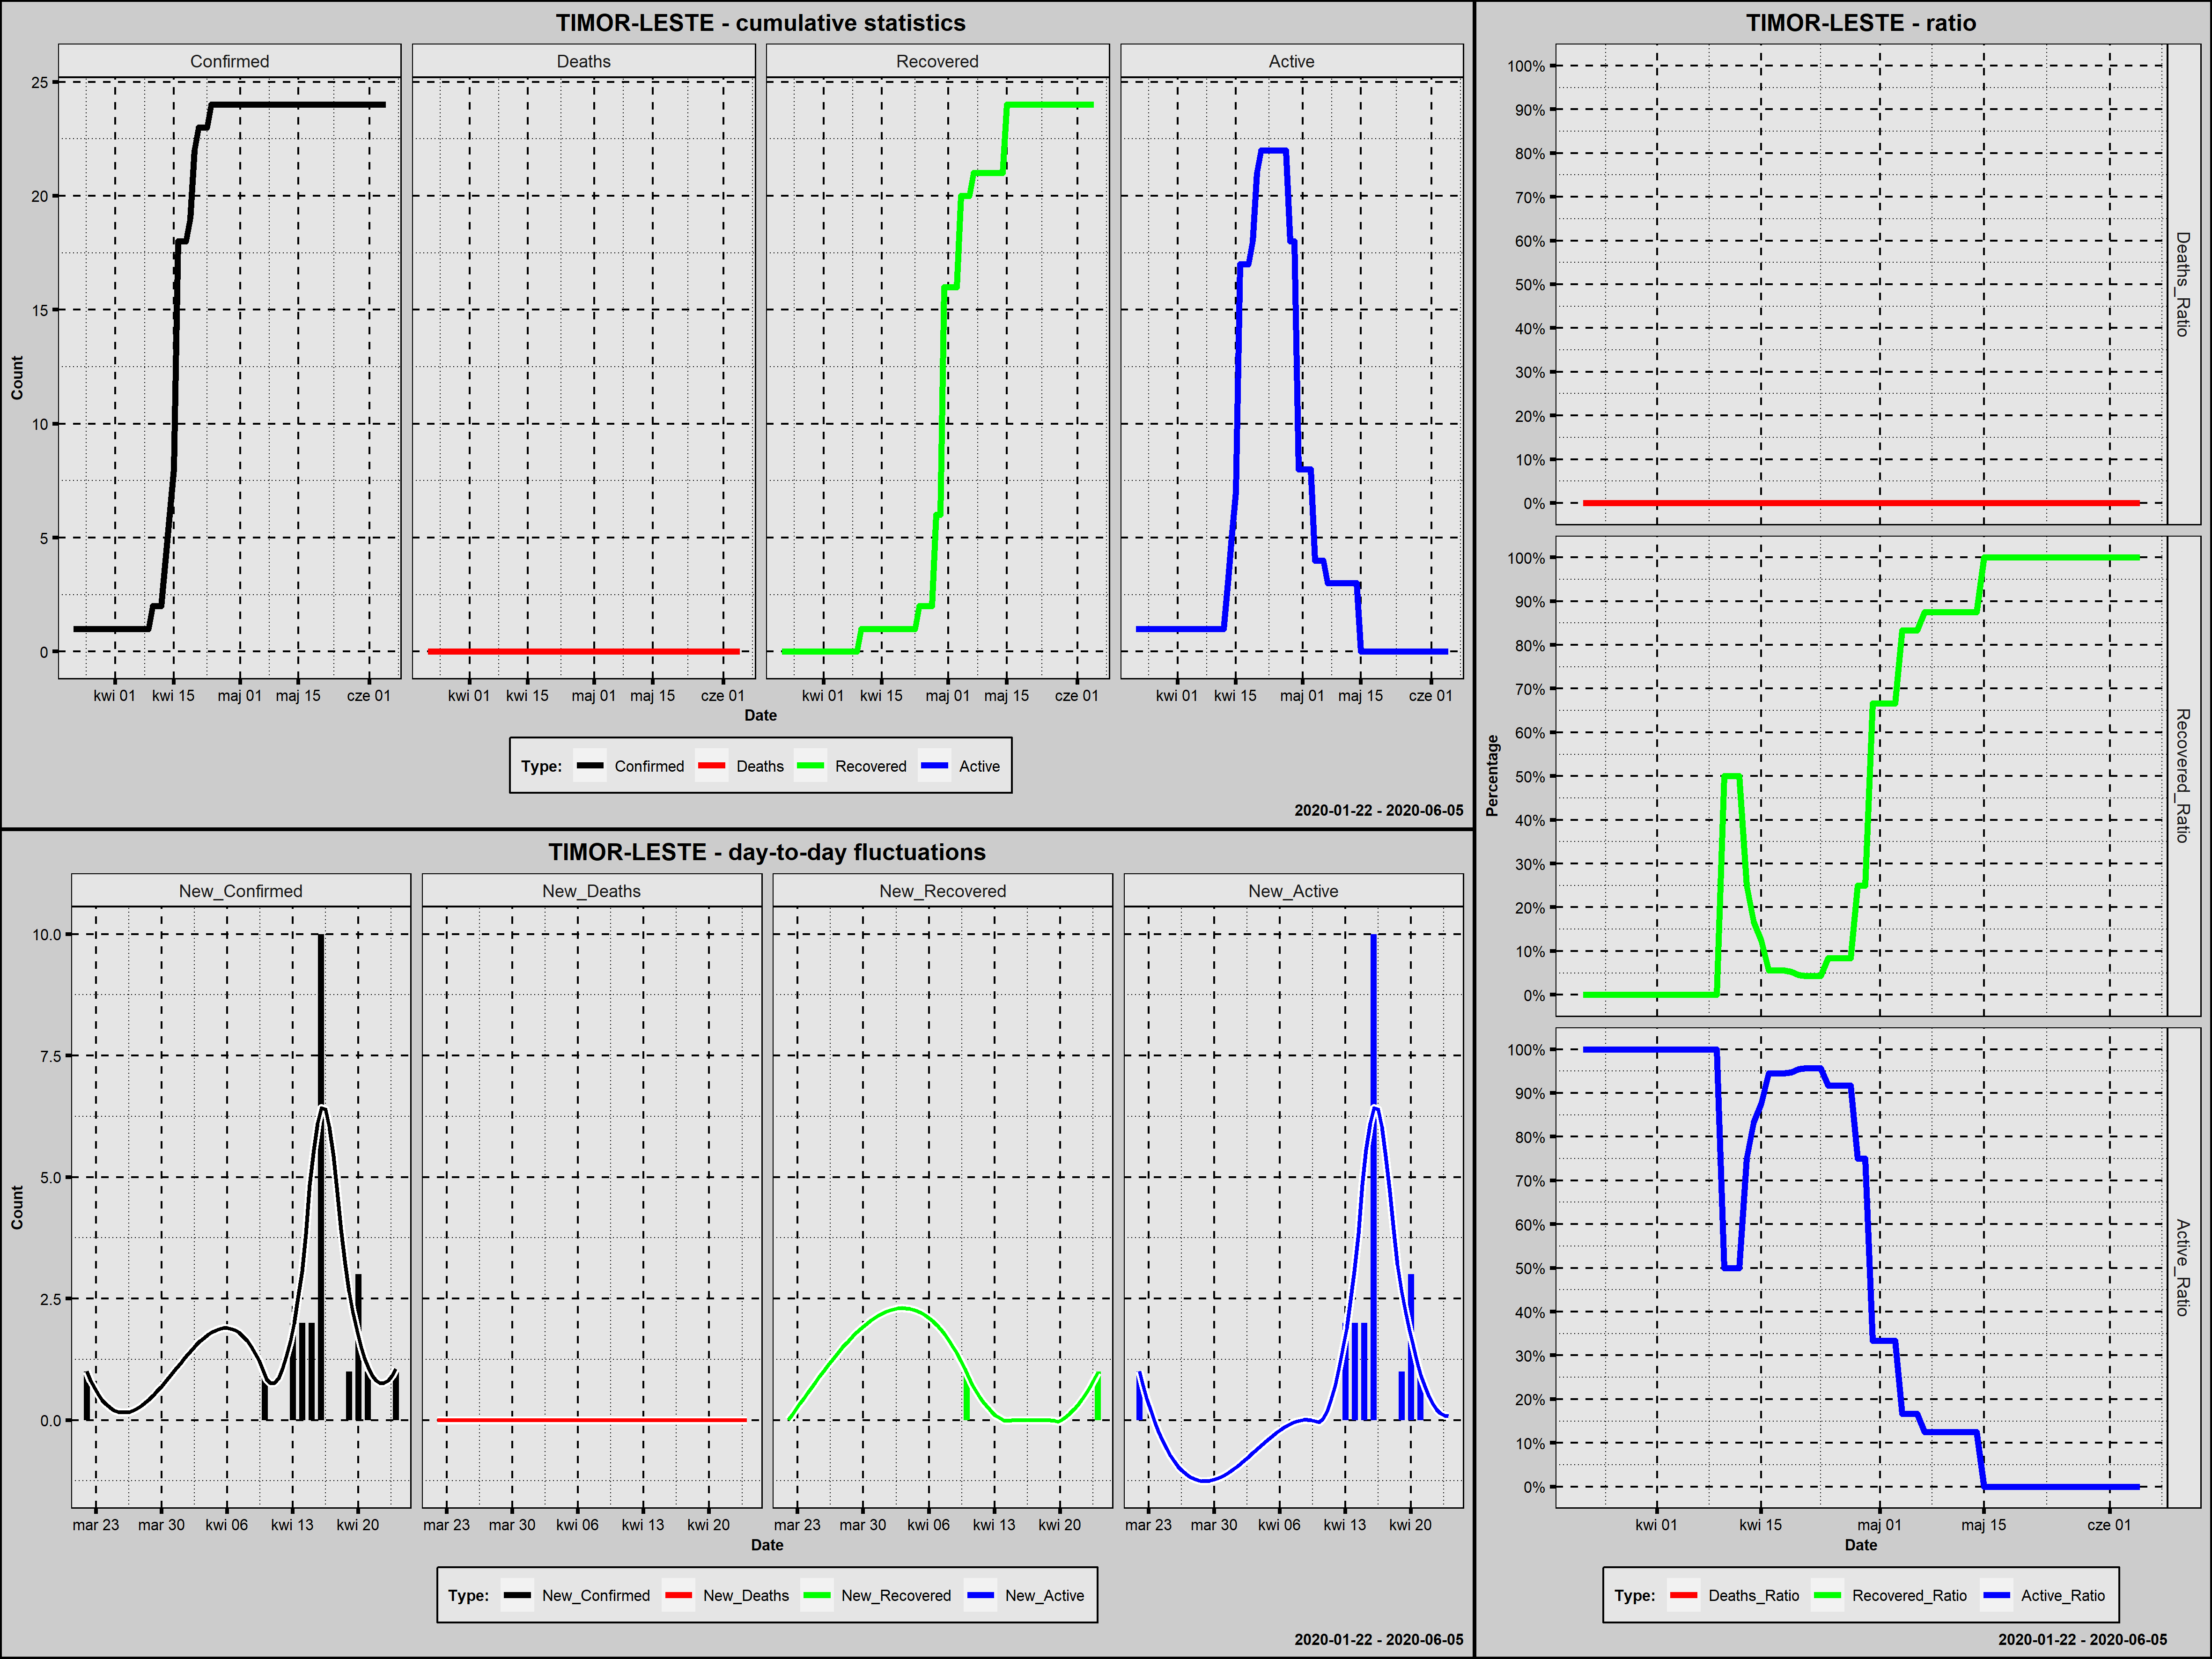 TIMOR-LESTE - cumulative statistics
Confirmed Deaths Recovered Active
Count
25
20
15
10
5
0
kwi 01 kwi 15 maj 01 maj 15 cze 01 kwi 01 kwi 15 maj 01 maj 15 cze 01 kwi 01 kwi 15 maj 01 maj 15 cze 01 kwi 01 kwi 15 maj 01 maj 15 cze 01
Date
Type: Confirmed Deaths Recovered Active
2020-01-22 - 2020-06-05
TIMOR-LESTE - day-to-day fluctuations
New_Confirmed New_Deaths New_Recovered New_Active
Count
10.0
7.5
5.0
2.5
0.0
mar 23 mar 30 kwi 06 kwi 13 kwi 20 mar 23 mar 30 kwi 06 kwi 13 kwi 20 mar 23 mar 30 kwi 06 kwi 13 kwi 20 mar 23 mar 30 kwi 06 kwi 13 kwi 20
Date
Type: New_Confirmed New_Deaths New_Recovered New_Active
2020-01-22 - 2020-06-05
TIMOR-LESTE - ratio
Percentage
100%
90%
80%
70%
60%
50%
40%
30%
20%
10%
0%
Deaths_Ratio
100%
90%
80%
70%
60%
50%
40%
30%
20%
10%
0%
Recovered_Ratio
100%
90%
80%
70%
60%
50%
40%
30%
20%
10%
0%
Active_Ratio
kwi 01 kwi 15 maj 01 maj 15 cze 01
Date
Type: Deaths_Ratio Recovered_Ratio Active_Ratio
2020-01-22 - 2020-06-05